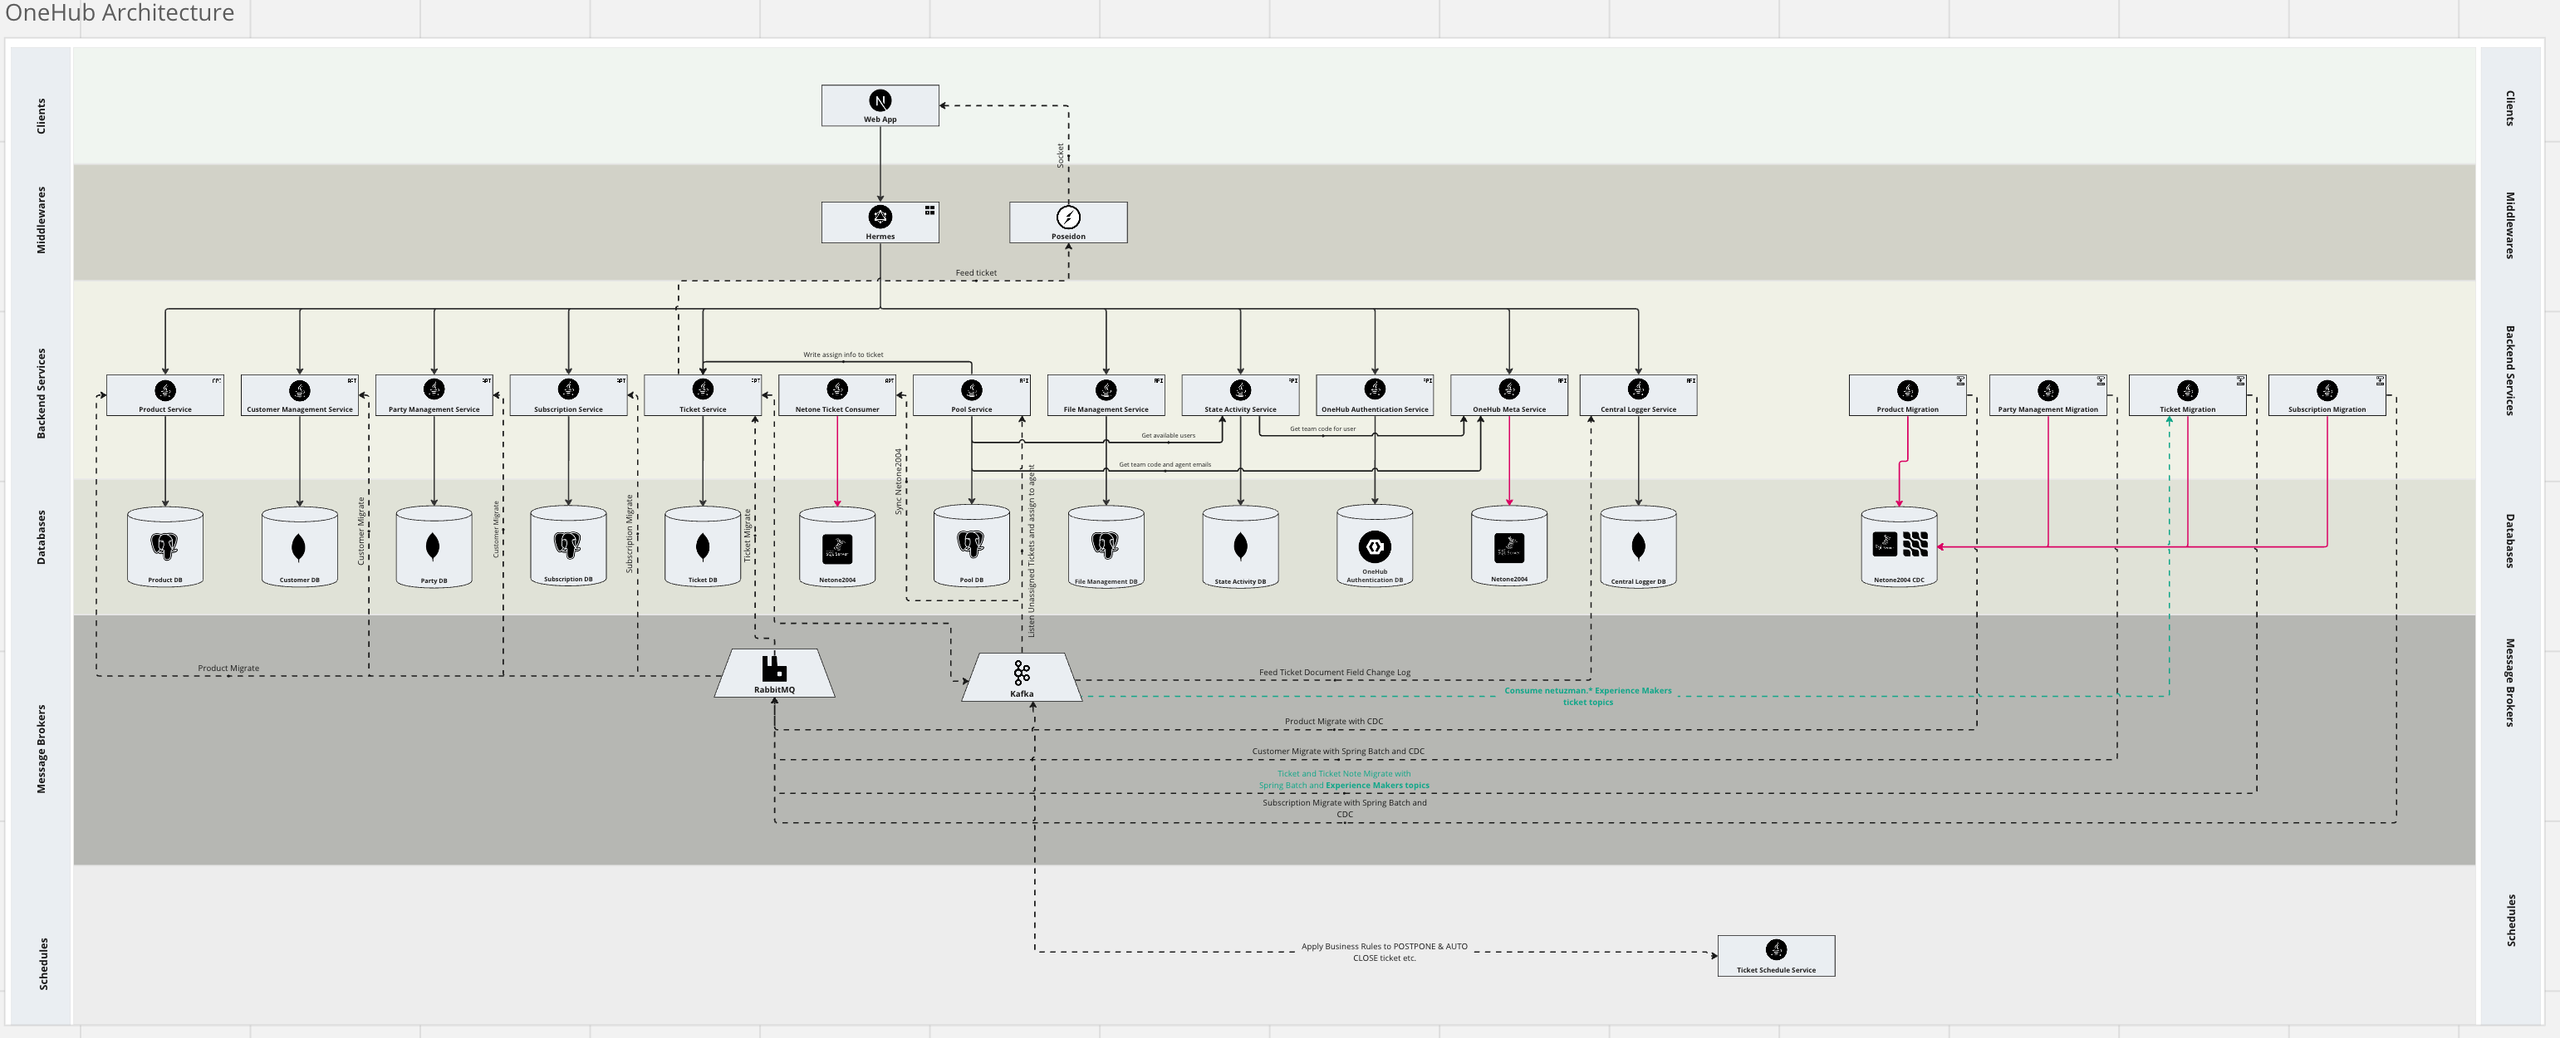 OneHub Architecture
Clients
Clients
Web App
Socket
Middlewares
Middlewares
Hermes
Poseidon
Feed ticket
Backend Services
Backend Services
Write assign info to ticket
Product Service
Customer Management Service
Party Management Service
Subscription Service
Ticket Service
Netone Ticket Consumer
Pool Service
File Management Service
State Activity Service
OneHub Authentication Service
OneHub Meta Service
Central Logger Service
Product Migration
Party Management Migration
Ticket Migration
Subscription Migration
Get available users
Get team code for user
Get team code and agent emails
Databases
Databases
Customer Migrate
Customer Migrate
Subscription Migrate
Ticket Migrate
Sync Netone2004
Listen Unassigned Tickets and assign to agent
Product DB
Customer DB
Party DB
Subscription DB
Ticket DB
Netone2004
Pool DB
File Management DB
State Activity DB
OneHub
Authentication DB
Netone2004
Central Logger DB
Netone2004 CDC
Message Brokers
Message Brokers
Product Migrate
RabbitMQ
Kafka
Feed Ticket Document Field Change Log
Consume netuzman.* Experience Makers
ticket topics
Product Migrate with CDC
Customer Migrate with Spring Batch and CDC
Ticket and Ticket Note Migrate with
Spring Batch and Experience Makers topics
Subscription Migrate with Spring Batch and
CDC
Schedules
Schedules
Apply Business Rules to POSTPONE & AUTO
CLOSE ticket etc.
Ticket Schedule Service